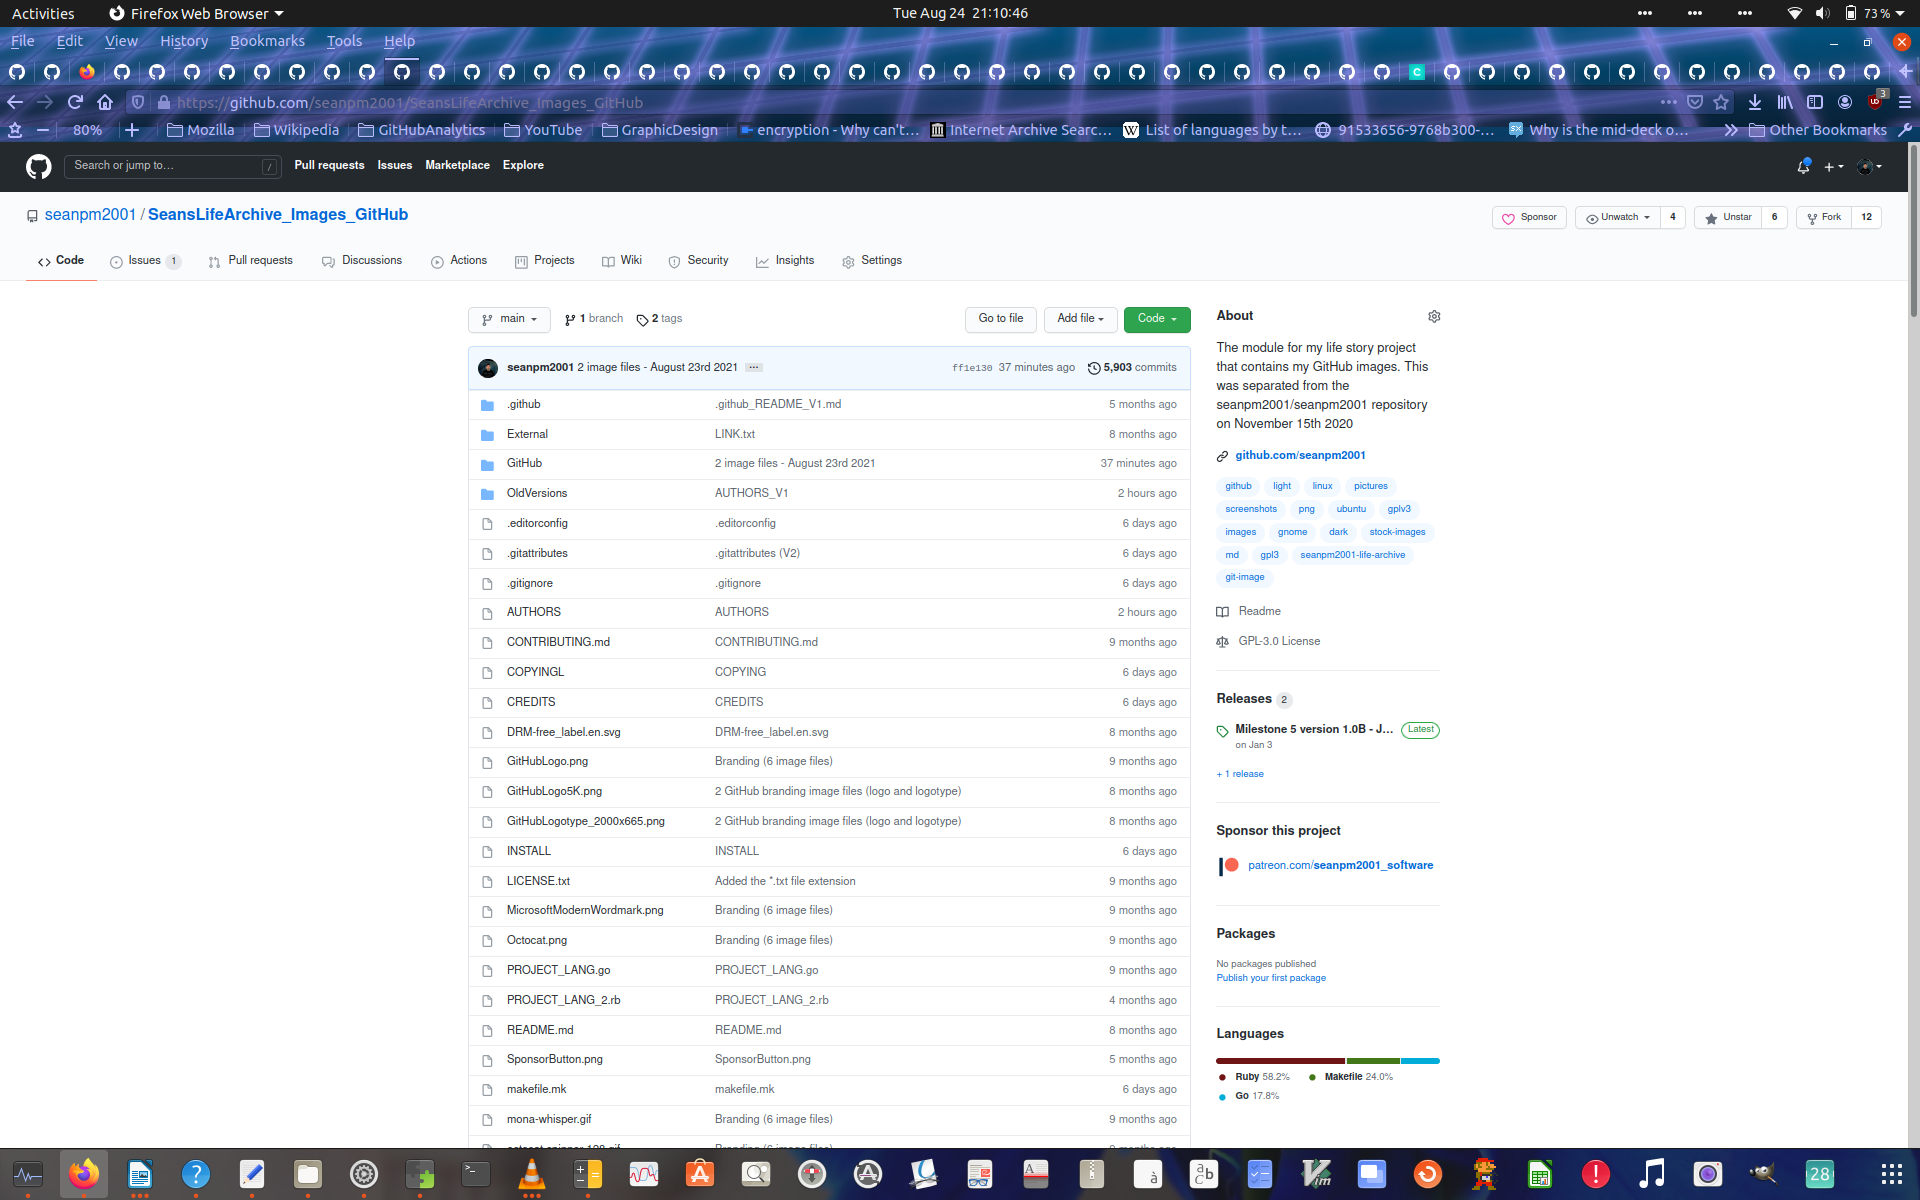 Activities Firefox Web Browser Tue Aug 24 21:10:46 73 %
File Edit View History Bookmarks Tools Help
https://github.com/seanpm2001/SeansLifeArchive_Images_GitHub 3
80% Mozilla Wikipedia GitHubAnalytics YouTube GraphicDesign encryption - Why can't… Internet Archive Searc… List of languages by t… 91533656-9768b300-… Why is the mid-deck o… Other Bookmarks
Search or jump to… / Pull requests Issues Marketplace Explore
seanpm2001 / SeansLifeArchive_Images_GitHub
Sponsor Unwatch 4 Unstar 6 Fork 12
Code Issues 1 Pull requests Discussions Actions Projects Wiki Security Insights Settings
main 1 branch 2 tags Go to file Add file Code
seanpm2001 2 image files - August 23rd 2021 ff1e130 37 minutes ago 5,903 commits
.github .github_README_V1.md 5 months ago
External LINK.txt 8 months ago
GitHub 2 image files - August 23rd 2021 37 minutes ago
OldVersions AUTHORS_V1 2 hours ago
.editorconfig .editorconfig 6 days ago
.gitattributes .gitattributes (V2) 6 days ago
.gitignore .gitignore 6 days ago
AUTHORS AUTHORS 2 hours ago
CONTRIBUTING.md CONTRIBUTING.md 9 months ago
COPYINGL COPYING 6 days ago
CREDITS CREDITS 6 days ago
DRM-free_label.en.svg DRM-free_label.en.svg 8 months ago
GitHubLogo.png Branding (6 image files) 9 months ago
GitHubLogo5K.png 2 GitHub branding image files (logo and logotype) 8 months ago
GitHubLogotype_2000x665.png 2 GitHub branding image files (logo and logotype) 8 months ago
INSTALL INSTALL 6 days ago
LICENSE.txt Added the *.txt file extension 9 months ago
MicrosoftModernWordmark.png Branding (6 image files) 9 months ago
Octocat.png Branding (6 image files) 9 months ago
PROJECT_LANG.go PROJECT_LANG.go 9 months ago
PROJECT_LANG_2.rb PROJECT_LANG_2.rb 4 months ago
README.md README.md 8 months ago
SponsorButton.png SponsorButton.png 5 months ago
makefile.mk makefile.mk 6 days ago
mona-whisper.gif Branding (6 image files) 9 months ago
About
The module for my life story project
that contains my GitHub images. This
was separated from the
seanpm2001/seanpm2001 repository
on November 15th 2020
github.com/seanpm2001
github light linux pictures
screenshots png ubuntu gplv3
images gnome dark stock-images
md gpl3 seanpm2001-life-archive
git-image
Readme
GPL-3.0 License
Releases 2
Milestone 5 version 1.0B - J… Latest
on Jan 3
+ 1 release
Sponsor this project
patreon.com/seanpm2001_software
Packages
No packages published
Publish your first package
Languages
Ruby 58.2% Makefile 24.0%
Go 17.8%
28